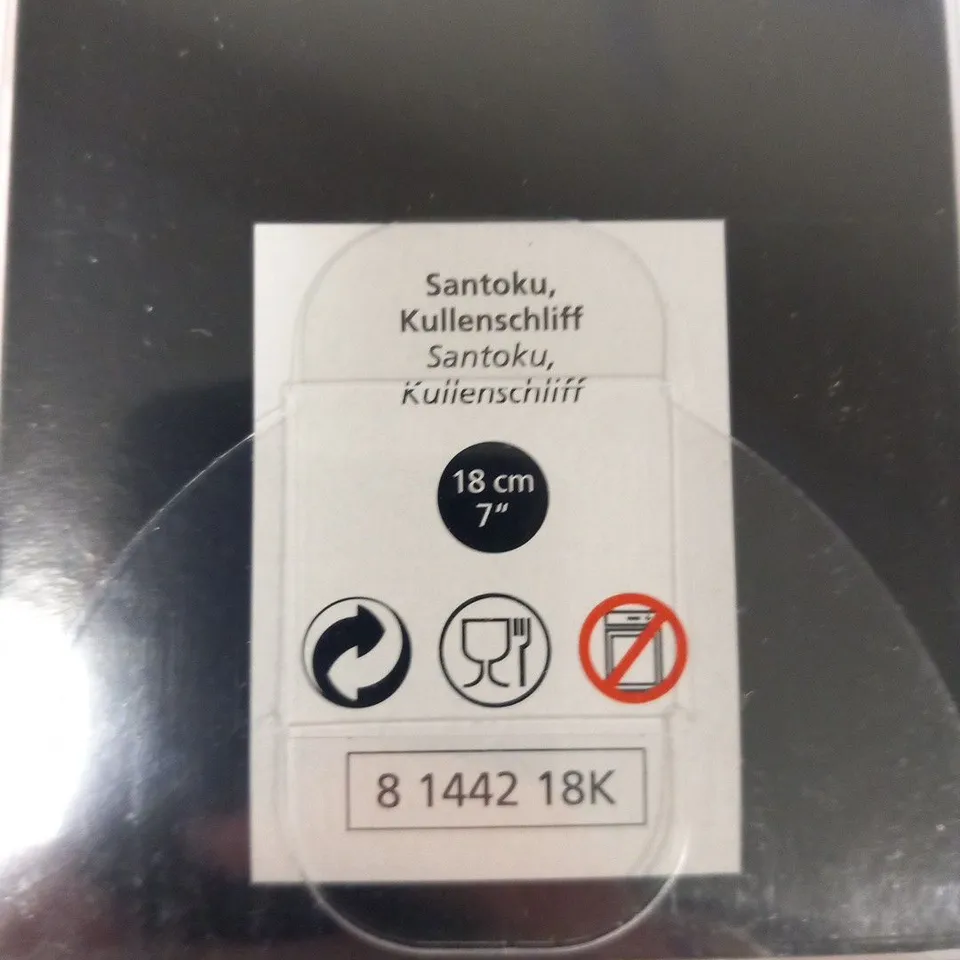 Santoku,
Kullenschliff
Santoku,
Kullenschliff
18 cm
7“
8 1442 18K